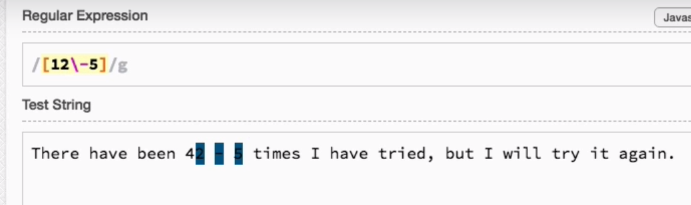 Regular Expression
Javas
/[12\-5]/g
Test String
There have been 42 - 5 times I have tried, but I will try it again.